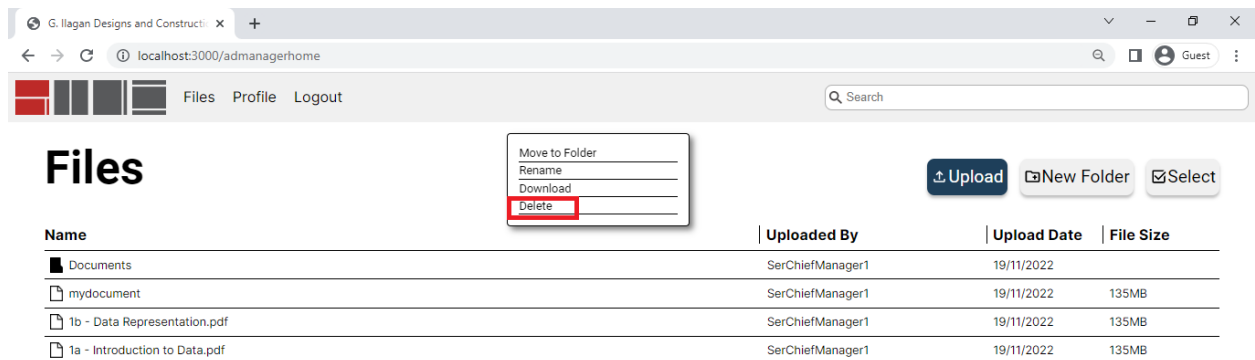 G. Ilagan Designs and Constructi
localhost:3000/admanagerhome
Guest
Files Profile Logout
Search
Files
Move to Folder
Rename
Download
Delete
Upload New Folder Select
Name Uploaded By Upload Date File Size
Documents SerChiefManager1 19/11/2022
mydocument SerChiefManager1 19/11/2022 135MB
1b - Data Representation.pdf SerChiefManager1 19/11/2022 135MB
1a - Introduction to Data.pdf SerChiefManager1 19/11/2022 135MB